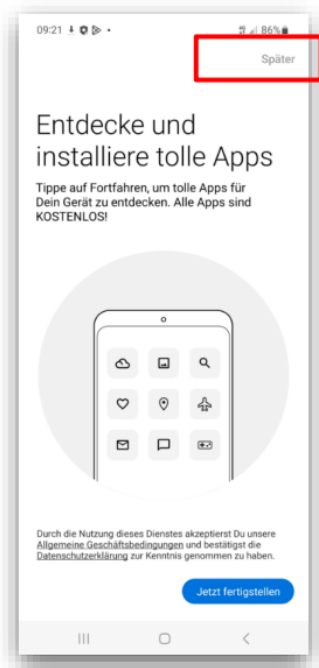 09:21
86%
Später
Entdecke und
installiere tolle Apps
Tippe auf Fortfahren, um tolle Apps für
Dein Gerät zu entdecken. Alle Apps sind
KOSTENLOS!
Durch die Nutzung dieses Dienstes akzeptierst Du unsere
Allgemeine Geschäftsbedingungen und bestätigst die
Datenschutzerklärung zur Kenntnis genommen zu haben.
Jetzt fertigstellen